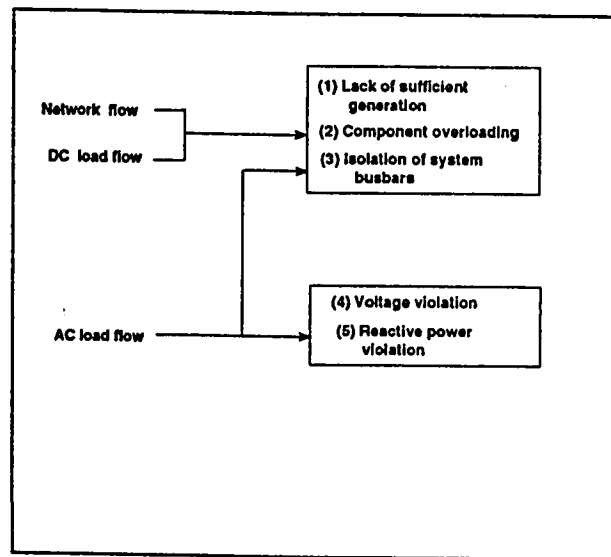 Network flow
DC load flow
(1) Lack of sufficient
generation
(2) Component overloading
(3) Isolation of system
busbars
AC load flow
(4) Voltage violation
(5) Reactive power
violation